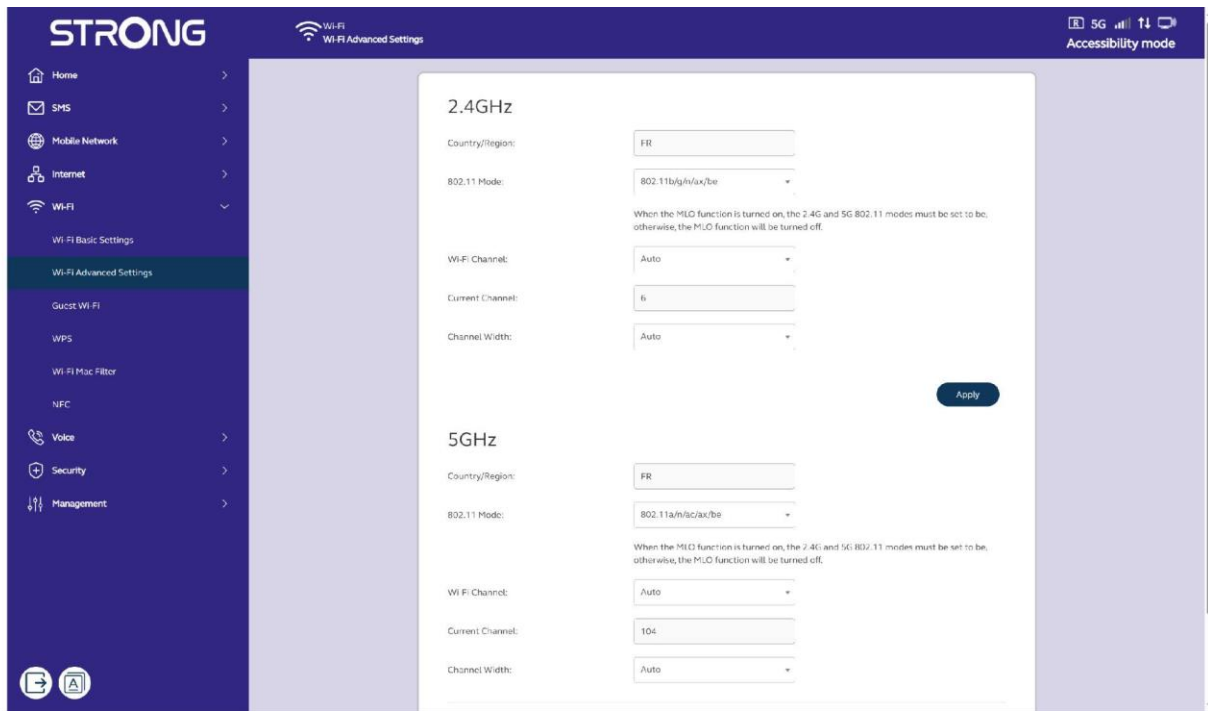 STRONG
Wi-Fi
Wi-Fi Advanced Settings
R 5G
Accessibility mode
Home
SMS
Mobile Network
Internet
Wi-Fi
Wi-Fi Basic Settings
Wi-Fi Advanced Settings
Guest Wi-Fi
WPS
Wi-Fi Mac Filter
NFC
Voice
Security
Management
A
2.4GHz
Country/Region: FR
802.11 Mode: 802.11b/g/n/ax/be
When the MLO function is turned on, the 2.4G and 5G 802.11 modes must be set to be,
otherwise, the MLO function will be turned off.
Wi-Fi Channel: Auto
Current Channel: 6
Channel Width: Auto
Apply
5GHz
Country/Region: FR
802.11 Mode: 802.11a/n/ac/ax/be
When the MLO function is turned on, the 2.4G and 5G 802.11 modes must be set to be,
otherwise, the MLO function will be turned off.
Wi-Fi Channel: Auto
Current Channel: 104
Channel Width: Auto